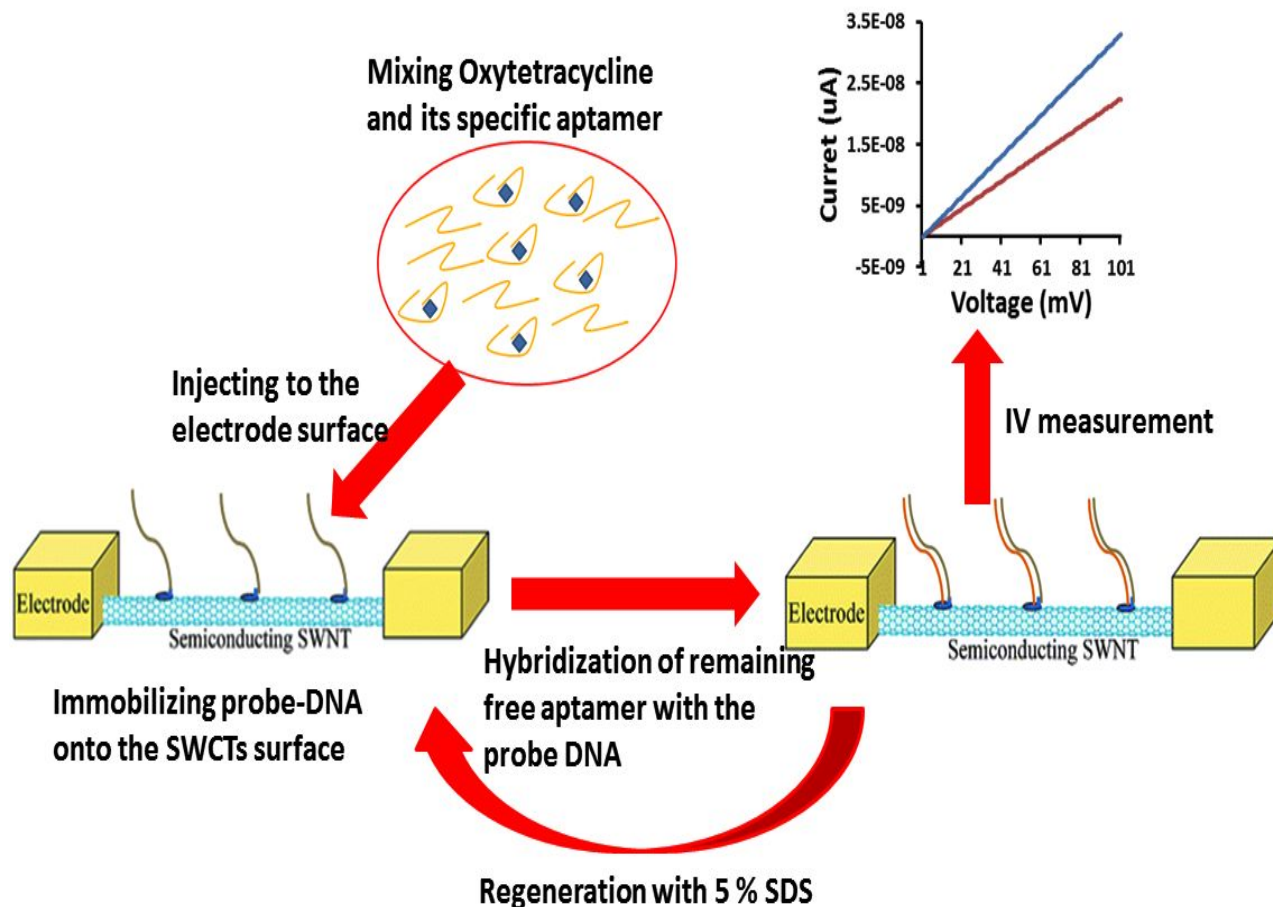 Mixing Oxytetracycline
and its specific aptamer
Injecting to the
electrode surface
Electrode
Semiconducting SWNT
Immobilizing probe-DNA
onto the SWCTs surface
Hybridization of remaining
free aptamer with the
probe DNA
Regeneration with 5 % SDS
Electrode
Semiconducting SWNT
IV measurement
Curret (uA)
3.5E-08
2.5E-08
1.5E-08
5E-09
-5E-09
1 21 41 61 81 101
Voltage (mV)